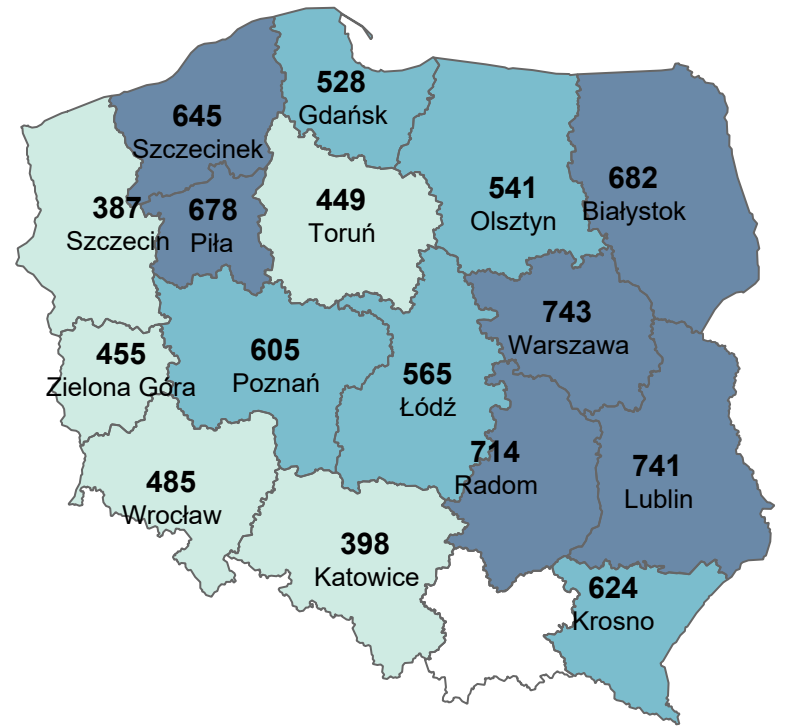 528
Gdańsk
645
Szczecinek
682
Białystok
541
Olsztyn
449
Toruń
387
Szczecin
678
Piła
743
Warszawa
455
Zielona Góra
605
Poznań
565
Łódź
714
Radom
741
Lublin
485
Wrocław
398
Katowice
624
Krosno